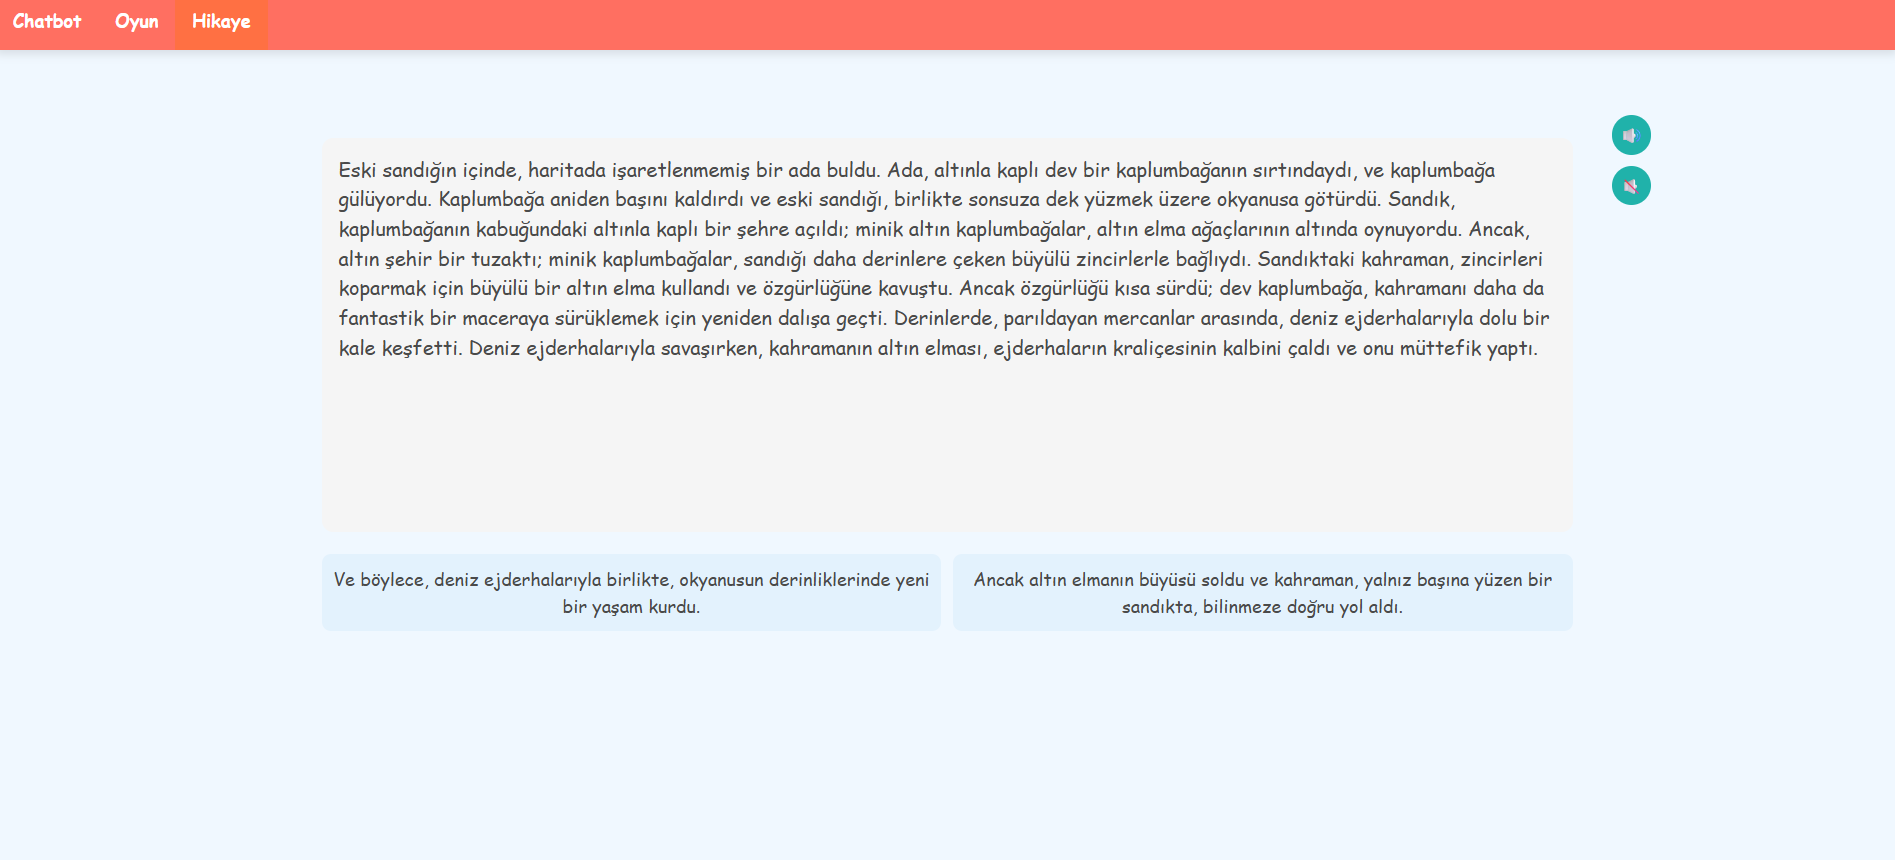 Chatbot Oyun Hikaye
Eski sandığın içinde, haritada işaretlenmemiş bir ada buldu. Ada, altınla kaplı dev bir kaplumbağanın sırtındaydı, ve kaplumbağa
gülüyordu. Kaplumbağa aniden başını kaldırdı ve eski sandığı, birlikte sonsuza dek yüzmek üzere okyanusa götürdü. Sandık,
kaplumbağanın kabuğundaki altınla kaplı bir şehre açıldı; minik altın kaplumbağalar, altın elma ağaçlarının altında oynuyordu. Ancak,
altın şehir bir tuzaktı; minik kaplumbağalar, sandığı daha derinlere çeken büyülü zincirlerle bağlıydı. Sandıktaki kahraman, zincirleri
koparmak için büyülü bir altın elma kullandı ve özgürlüğüne kavuştu. Ancak özgürlüğü kısa sürdü; dev kaplumbağa, kahramanı daha da
fantastik bir maceraya sürüklemek için yeniden dalışa geçti. Derinlerde, parıldayan mercanlar arasında, deniz ejderhalarıyla dolu bir
kale keşfetti. Deniz ejderhalarıyla savaşırken, kahramanın altın elması, ejderhaların kraliçesinin kalbini çaldı ve onu müttefik yaptı.
Ve böylece, deniz ejderhalarıyla birlikte, okyanusun derinliklerinde yeni
bir yaşam kurdu.
Ancak altın elmanın büyüsü soldu ve kahraman, yalnız başına yüzen bir
sandıkta, bilinmeze doğru yol aldı.